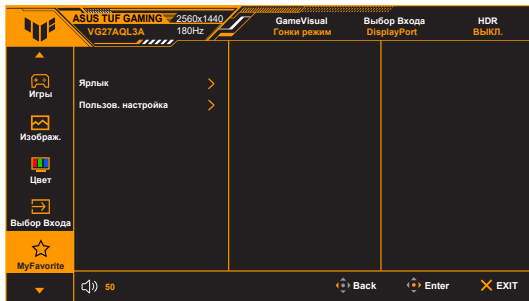 ASUS TUF GAMING 2560x1440
VG27AQL3A 180Hz
GameVisual
Гонки режим
Выбор Входа
DisplayPort
HDR
ВЫКЛ.
Игры
Изображ.
Цвет
Выбор Входа
MyFavorite
Ярлык
Пользов. настройка
50
Back
Enter
EXIT